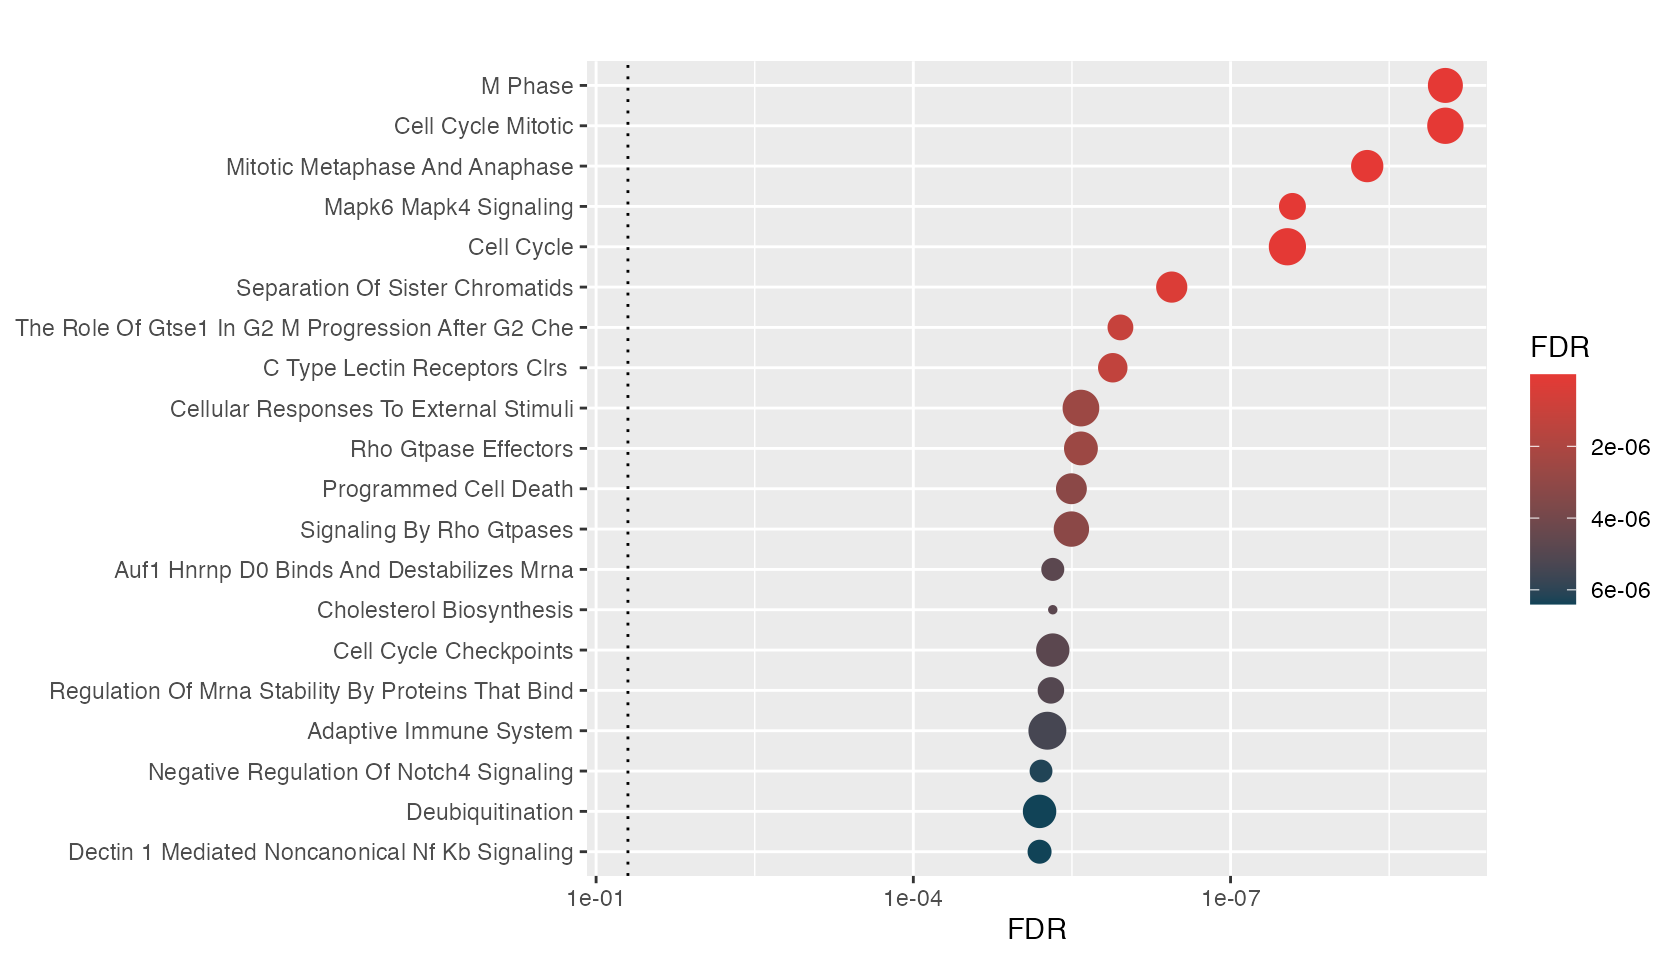 M Phase
Cell Cycle Mitotic
Mitotic Metaphase And Anaphase
Mapk6 Mapk4 Signaling
Cell Cycle
Separation Of Sister Chromatids
The Role Of Gtse1 In G2 M Progression After G2 Che
C Type Lectin Receptors Clrs
Cellular Responses To External Stimuli
Rho Gtpase Effectors
Programmed Cell Death
Signaling By Rho Gtpases
Auf1 Hnrnp D0 Binds And Destabilizes Mrna
Cholesterol Biosynthesis
Cell Cycle Checkpoints
Regulation Of Mrna Stability By Proteins That Bind
Adaptive Immune System
Negative Regulation Of Notch4 Signaling
Deubiquitination
Dectin 1 Mediated Noncanonical Nf Kb Signaling
1e-01
1e-04
1e-07
FDR
FDR
2e-06
4e-06
6e-06